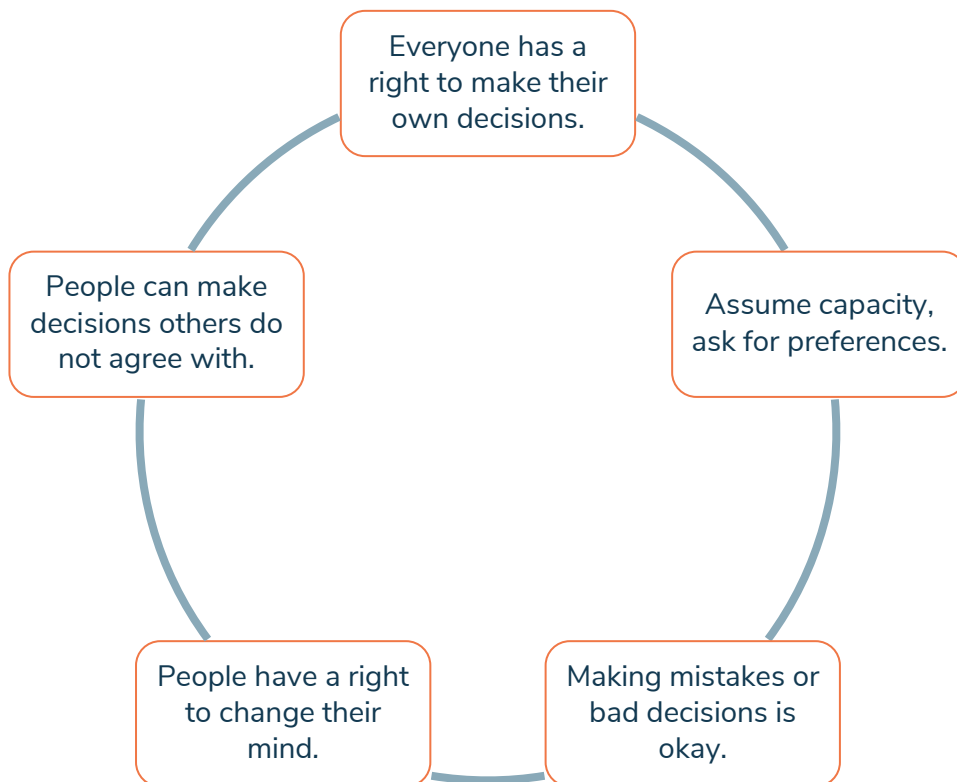 Everyone has a
right to make their
own decisions.
Assume capacity,
ask for preferences.
Making mistakes or
bad decisions is
okay.
People have a right
to change their
mind.
People can make
decisions others do
not agree with.